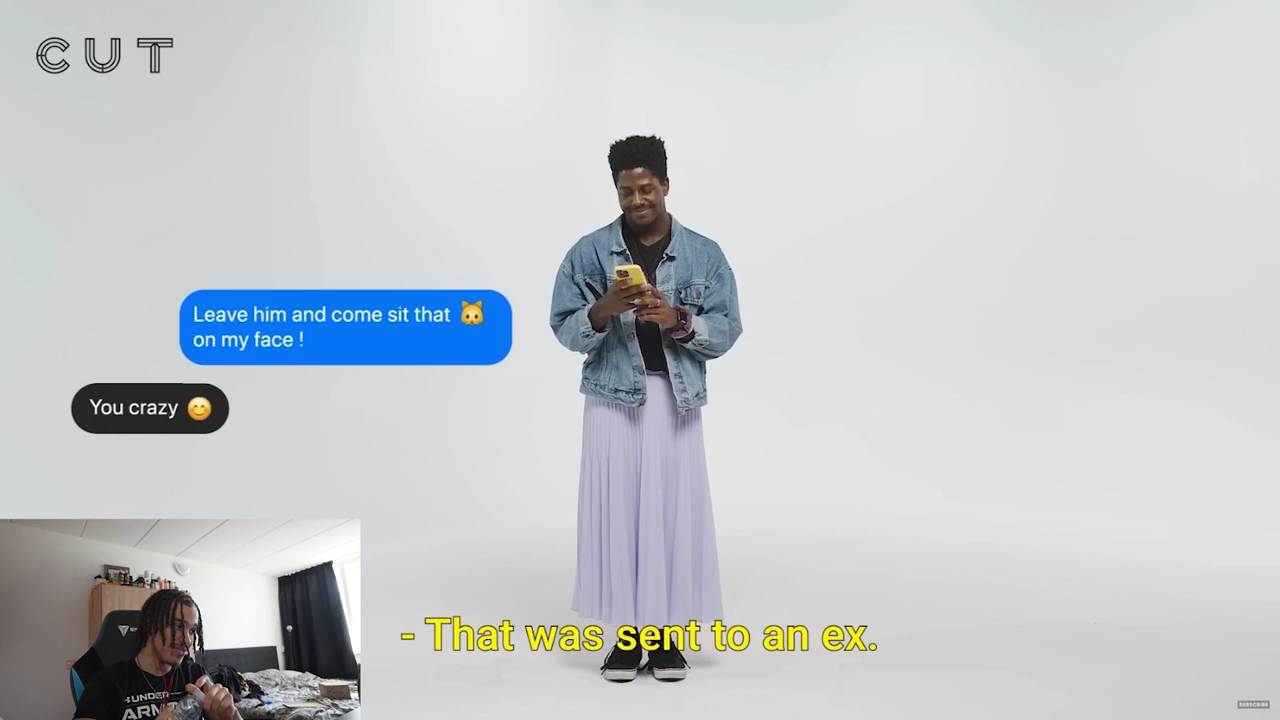 CUT
Leave him and come sit that 🐱
on my face !
You crazy 😊
- That was sent to an ex.
UNDER
ARM
SUBSCRIBE